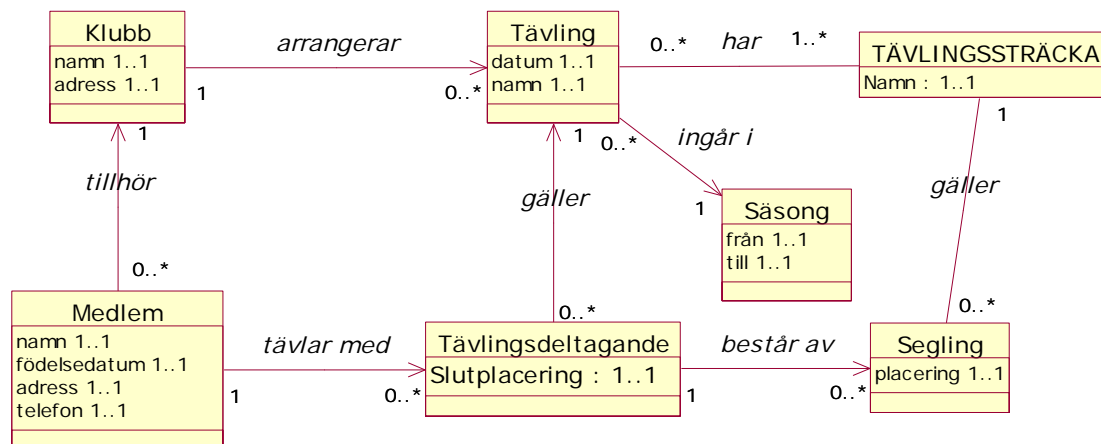 Klubb
namn 1..1
adress 1..1
arrangerar
1
0..*
Tävling
datum 1..1
namn 1..1
0..*
har
1..*
TÄVLINGSSTRÄCKA
Namn : 1..1
1
tillhör
0..*
1
gäller
0..*
0..*
ingår i
1
Säsong
från 1..1
till 1..1
1
gäller
0..*
Medlem
namn 1..1
födelsedatum 1..1
adress 1..1
telefon 1..1
tävlar med
1
0..*
Tävlingsdeltagande
Slutplacering : 1..1
består av
1
0..*
Segling
placering 1..1